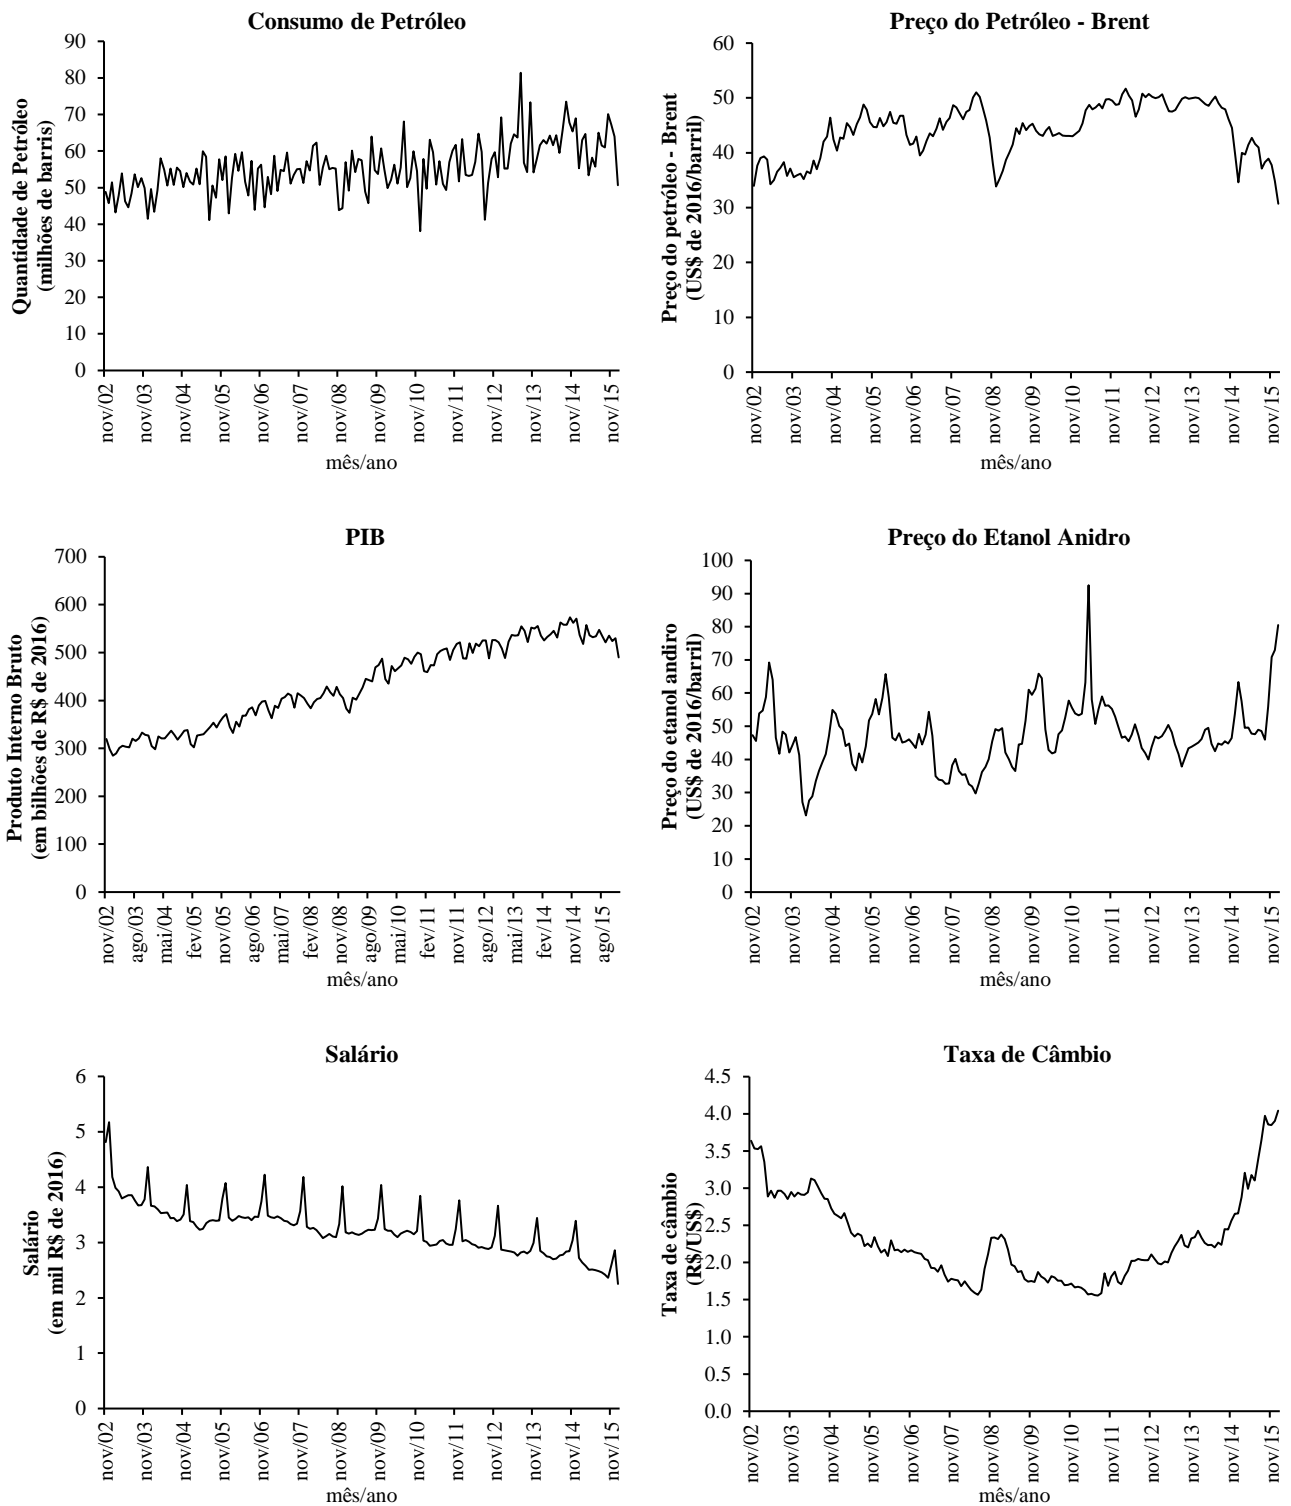 Consumo de Petróleo
Quantidade de Petróleo
(milhões de barris)
90
80
70
60
50
40
30
20
10
0
nov/02
nov/03
nov/04
nov/05
nov/06
nov/07
nov/08
nov/09
nov/10
nov/11
nov/12
nov/13
nov/14
nov/15
mês/ano
Preço do Petróleo - Brent
Preço do petróleo - Brent
(US$ de 2016/barril)
60
50
40
30
20
10
0
nov/02
nov/03
nov/04
nov/05
nov/06
nov/07
nov/08
nov/09
nov/10
nov/11
nov/12
nov/13
nov/14
nov/15
mês/ano
PIB
Produto Interno Bruto
(em bilhões de R$ de 2016)
700
600
500
400
300
200
100
0
nov/02
ago/03
mai/04
fev/05
nov/05
ago/06
mai/07
fev/08
nov/08
ago/09
mai/10
fev/11
nov/11
ago/12
mai/13
fev/14
nov/14
ago/15
mês/ano
Preço do Etanol Anidro
Preço do etanol andiro
(US$ de 2016/barril)
100
90
80
70
60
50
40
30
20
10
0
nov/02
nov/03
nov/04
nov/05
nov/06
nov/07
nov/08
nov/09
nov/10
nov/11
nov/12
nov/13
nov/14
nov/15
mês/ano
Salário
Salário
(em mil R$ de 2016)
6
5
4
3
2
1
0
nov/02
nov/03
nov/04
nov/05
nov/06
nov/07
nov/08
nov/09
nov/10
nov/11
nov/12
nov/13
nov/14
nov/15
mês/ano
Taxa de Câmbio
Taxa de câmbio
(R$/US$)
4.5
4.0
3.5
3.0
2.5
2.0
1.5
1.0
0.5
0.0
nov/02
nov/03
nov/04
nov/05
nov/06
nov/07
nov/08
nov/09
nov/10
nov/11
nov/12
nov/13
nov/14
nov/15
mês/ano